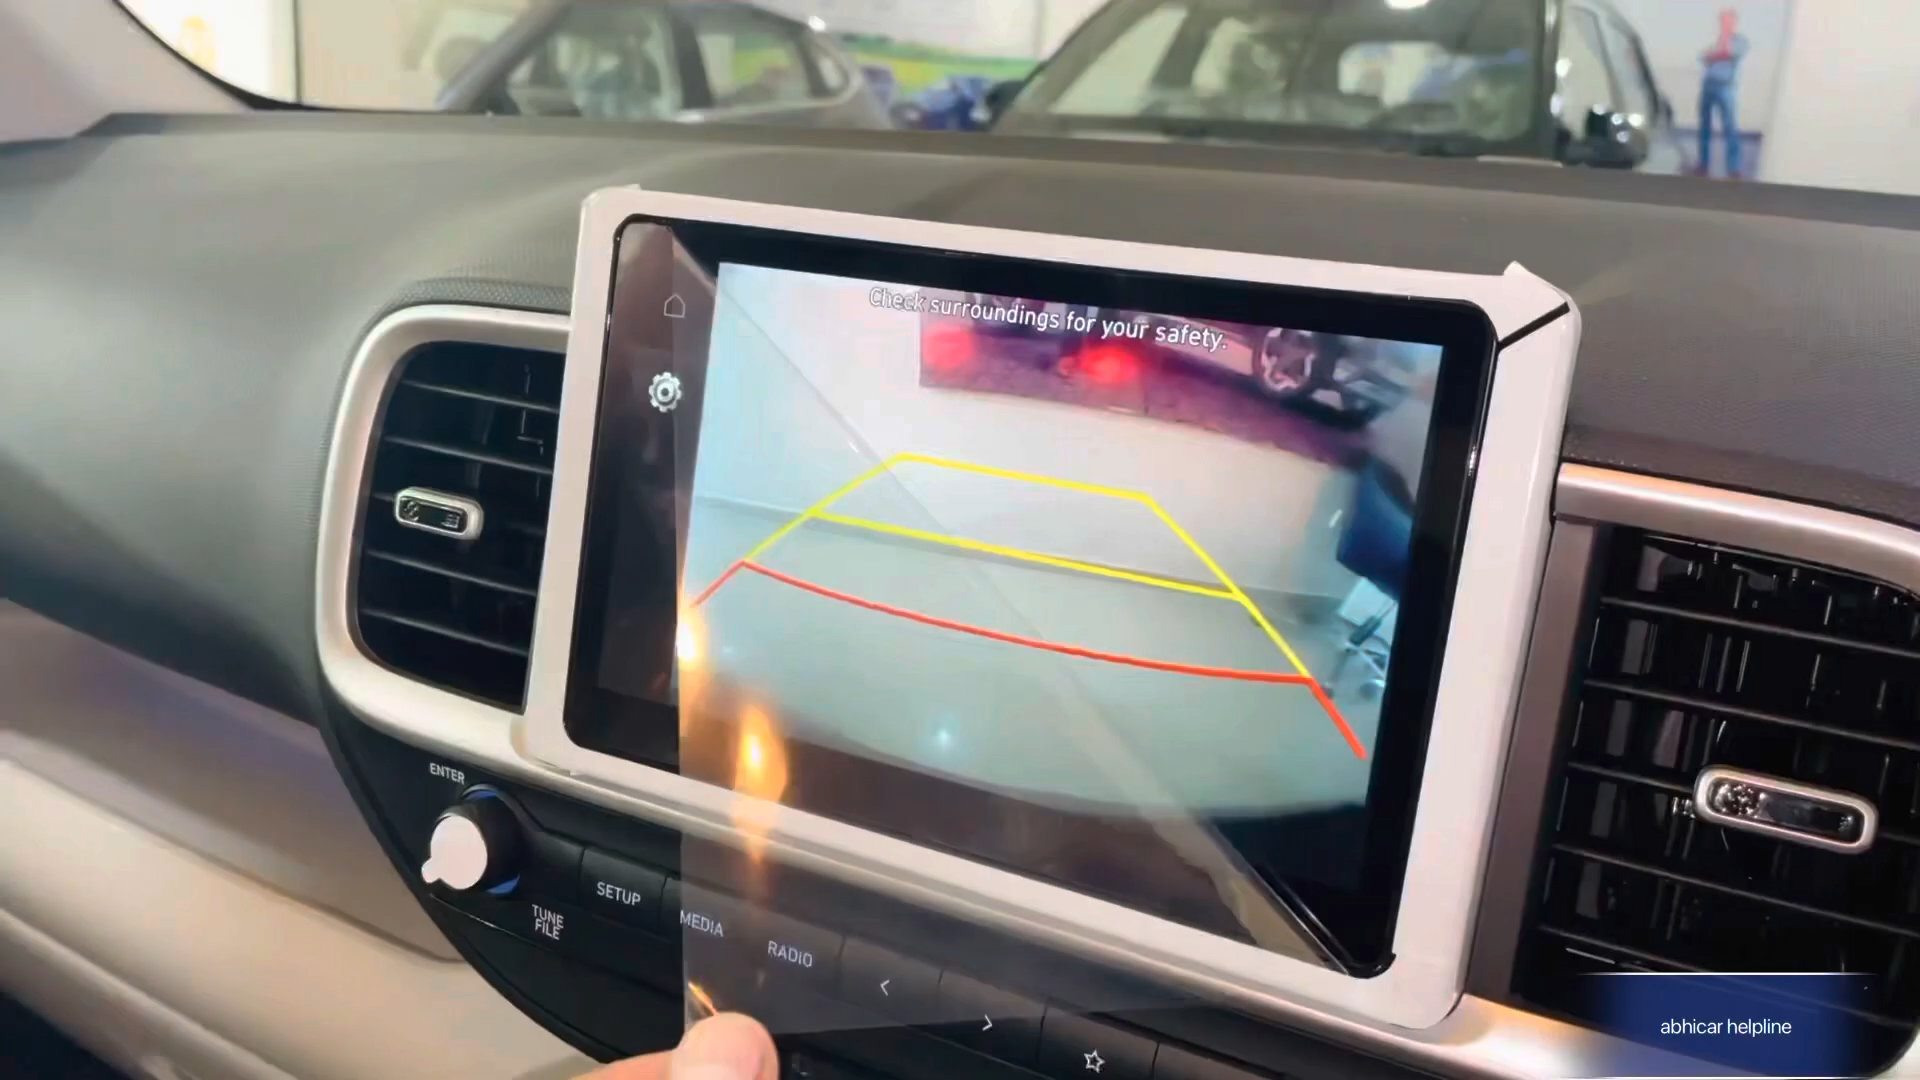 Check surroundings for your safety.
ENTER
SETUP
MEDIA
RADIO
TUNE
FILE
abhicar helpline